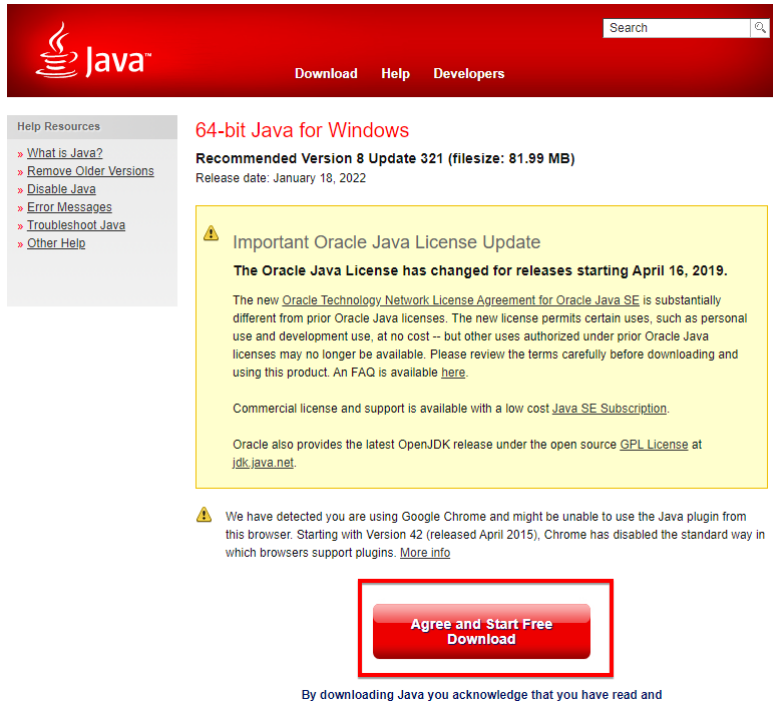 Java™
Search
Download Help Developers
Help Resources
» What is Java?
» Remove Older Versions
» Disable Java
» Error Messages
» Troubleshoot Java
» Other Help
64-bit Java for Windows
Recommended Version 8 Update 321 (filesize: 81.99 MB)
Release date: January 18, 2022
Important Oracle Java License Update
The Oracle Java License has changed for releases starting April 16, 2019.
The new Oracle Technology Network License Agreement for Oracle Java SE is substantially
different from prior Oracle Java licenses. The new license permits certain uses, such as personal
use and development use, at no cost -- but other uses authorized under prior Oracle Java
licenses may no longer be available. Please review the terms carefully before downloading and
using this product. An FAQ is available here.
Commercial license and support is available with a low cost Java SE Subscription.
Oracle also provides the latest OpenJDK release under the open source GPL License at
jdk.java.net.
We have detected you are using Google Chrome and might be unable to use the Java plugin from
this browser. Starting with Version 42 (released April 2015), Chrome has disabled the standard way in
which browsers support plugins. More info
Agree and Start Free
Download
By downloading Java you acknowledge that you have read and